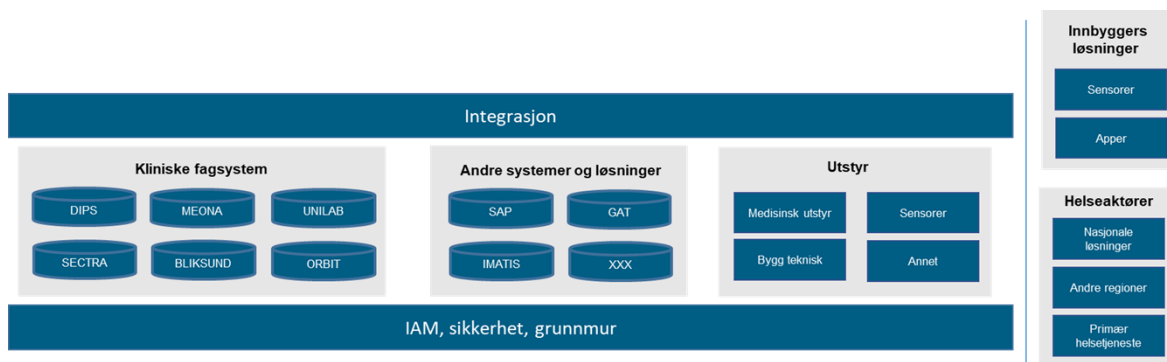 Integrasjon
Kliniske fagsystem
DIPS
MEONA
UNILAB
SECTRA
BLIKSUND
ORBIT
Andre systemer og løsninger
SAP
GAT
IMATIS
XXX
Utstyr
Medisinsk utstyr
Sensorer
Bygg teknisk
Annet
IAM, sikkerhet, grunnmur
Innbyggers
løsninger
Sensorer
Apper
Helseaktører
Nasjonale
løsninger
Andre regioner
Primær
helsetjeneste